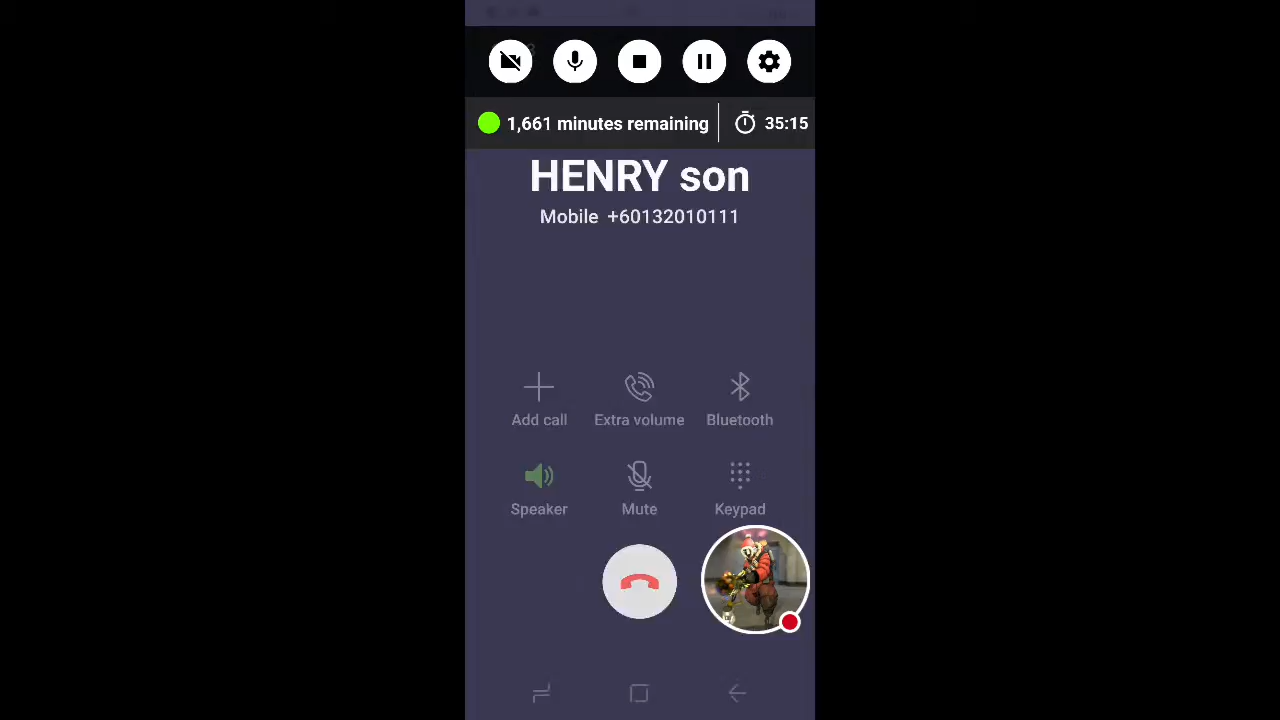 1,661 minutes remaining 35:15
HENRY son
Mobile +60132010111
Add call Extra volume Bluetooth
Speaker Mute Keypad